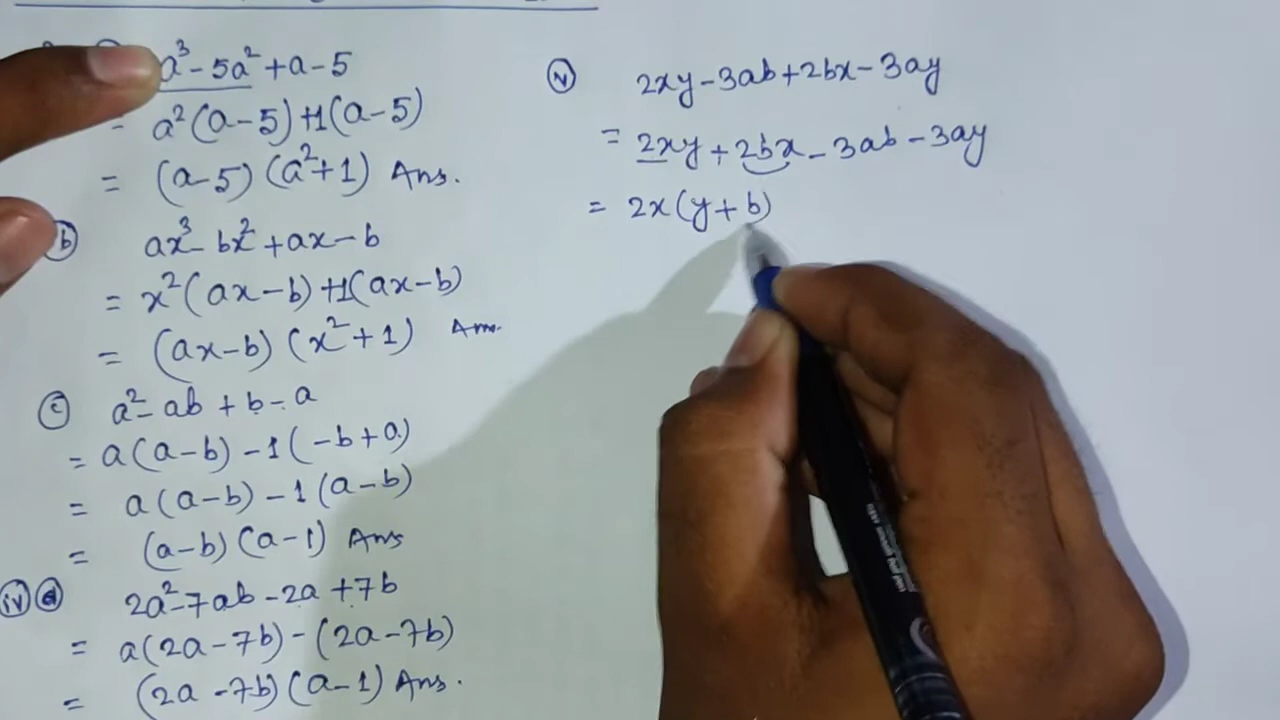 a³ - 5a² + a - 5
= a²(a - 5) + 1(a - 5)
= (a - 5) (a² + 1) Ans.
(b) ax³ - bx² + ax - b
= x²(ax - b) + 1(ax - b)
= (ax - b) (x² + 1) Ans.
(c) a² - ab + b - a
= a(a - b) - 1(-b + a)
= a(a - b) - 1(a - b)
= (a - b) (a - 1) Ans
(iv) (d) 2a² - 7ab - 2a + 7b
= a(2a - 7b) - (2a - 7b)
= (2a - 7b) (a - 1) Ans.
(v) 2xy - 3ab + 2bx - 3ay
= 2xy + 2bx - 3ab - 3ay
= 2x(y + b)